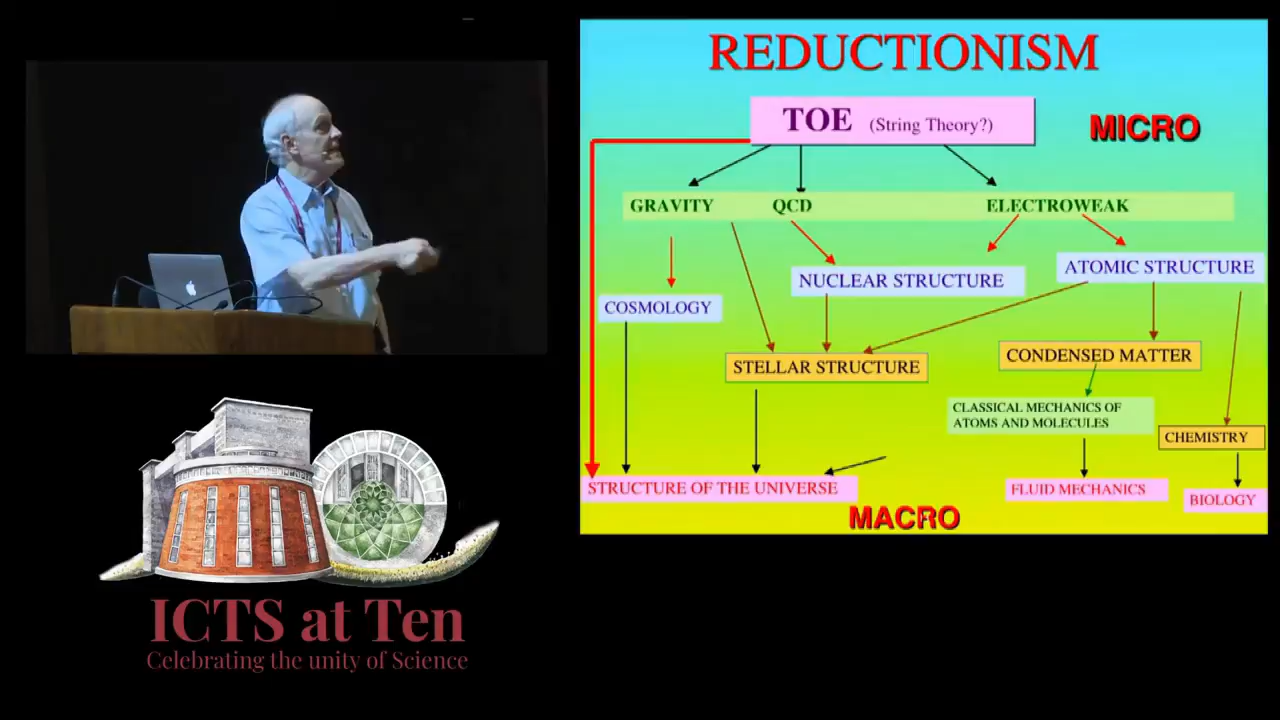 REDUCTIONISM
TOE (String Theory?)
MICRO
GRAVITY
QCD
ELECTROWEAK
NUCLEAR STRUCTURE
ATOMIC STRUCTURE
COSMOLOGY
STELLAR STRUCTURE
CONDENSED MATTER
CLASSICAL MECHANICS OF
ATOMS AND MOLECULES
CHEMISTRY
STRUCTURE OF THE UNIVERSE
FLUID MECHANICS
BIOLOGY
MACRO
ICTS at Ten
Celebrating the unity of Science